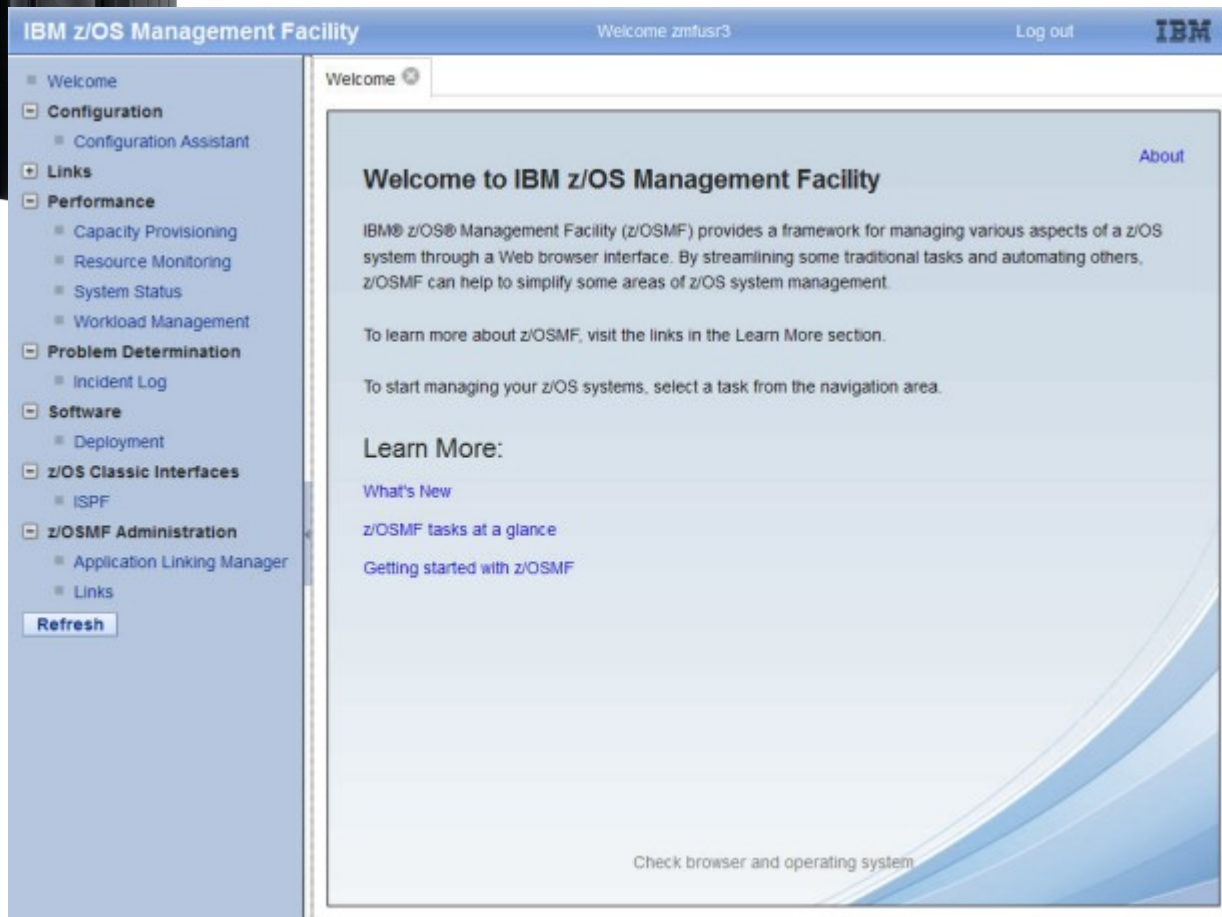 IBM z/OS Management Facility
Welcome zmfusr3
Log out
IBM
Welcome
Configuration
Configuration Assistant
Links
Performance
Capacity Provisioning
Resource Monitoring
System Status
Workload Management
Problem Determination
Incident Log
Software
Deployment
z/OS Classic Interfaces
ISPF
z/OSMF Administration
Application Linking Manager
Links
Refresh
Welcome
About
Welcome to IBM z/OS Management Facility
IBM® z/OS® Management Facility (z/OSMF) provides a framework for managing various aspects of a z/OS
system through a Web browser interface. By streamlining some traditional tasks and automating others,
z/OSMF can help to simplify some areas of z/OS system management.
To learn more about z/OSMF, visit the links in the Learn More section.
To start managing your z/OS systems, select a task from the navigation area.
Learn More:
What's New
z/OSMF tasks at a glance
Getting started with z/OSMF
Check browser and operating system